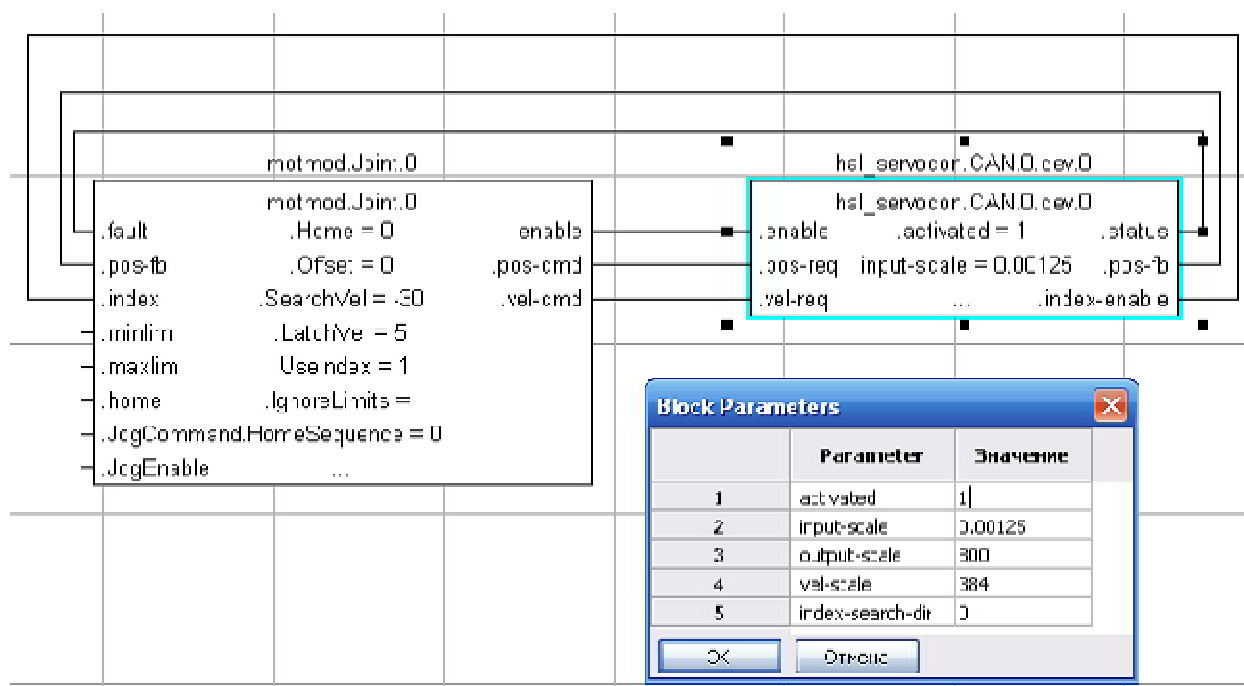 motmod.Joint.0
motmod.Joint.0
.fault .Home = 0 enable
.pos-fb .Offset = 0 .pos-cmd
.index .SearchVel = -30 .vel-cmd
.minlim .LatchVel = 5
.maxlim UseIndex = 1
.home .IgnoreLimits =
.JogCommand.HomeSequence = 0
.JogEnable ...
hal_servocon.CAN.0.dev.0
hal_servocon.CAN.0.dev.0
.enable .activated = 1 .status
.pos-req input-scale = 0.00125 .pos-fb
.vel-req ... .index-enable
Block Parameters
Parameter Значение
1 activated 1
2 input-scale 0.00125
3 output-scale 800
4 vel-scale 384
5 index-search-dir 0
OK Отмена